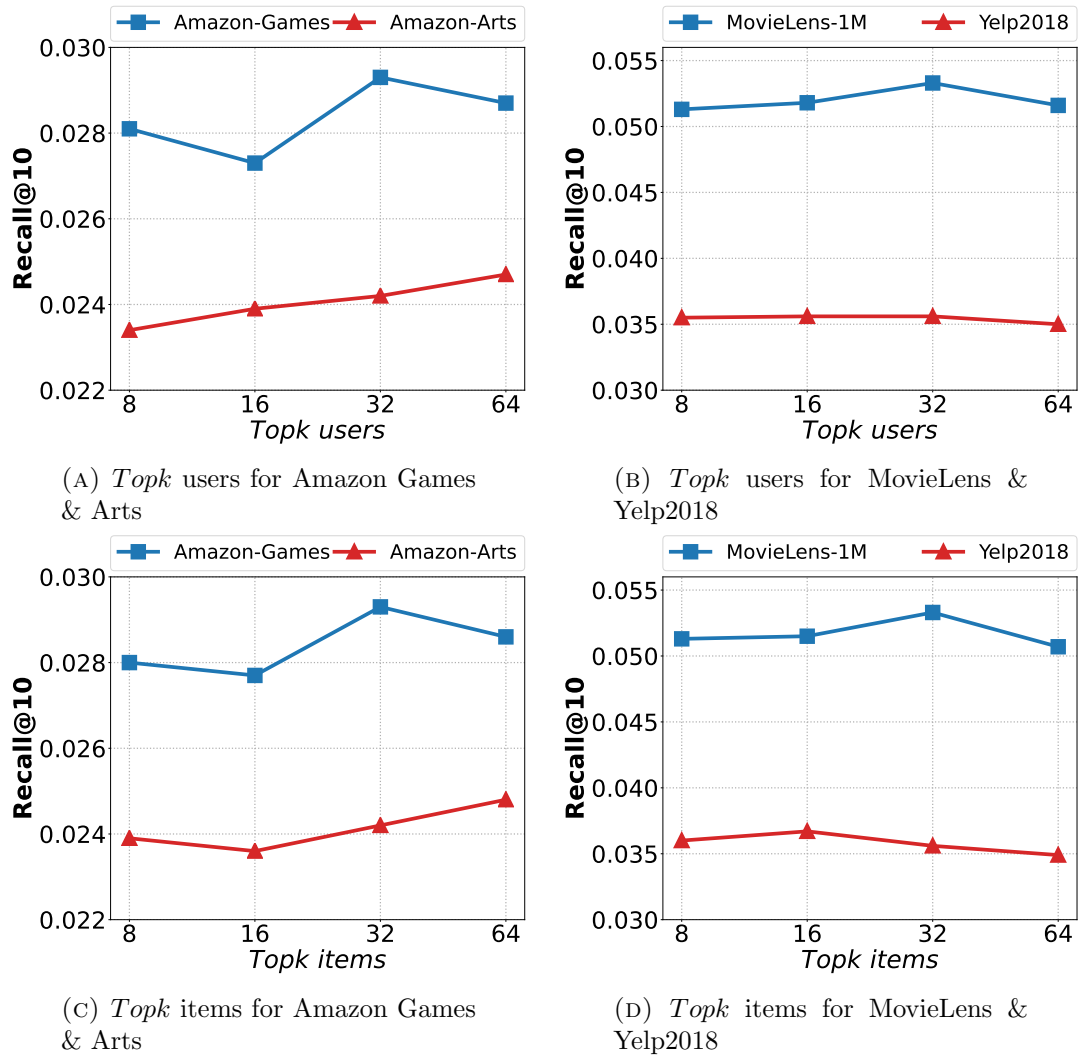 Amazon-Games Amazon-Arts
0.030
0.028
0.026
0.024
0.022
Recall@10
8 16 32 64
Topk users
(A) Topk users for Amazon Games
& Arts
MovieLens-1M Yelp2018
0.055
0.050
0.045
0.040
0.035
0.030
Recall@10
8 16 32 64
Topk users
(B) Topk users for MovieLens &
Yelp2018
Amazon-Games Amazon-Arts
0.030
0.028
0.026
0.024
0.022
Recall@10
8 16 32 64
Topk items
(C) Topk items for Amazon Games
& Arts
MovieLens-1M Yelp2018
0.055
0.050
0.045
0.040
0.035
0.030
Recall@10
8 16 32 64
Topk items
(D) Topk items for MovieLens &
Yelp2018